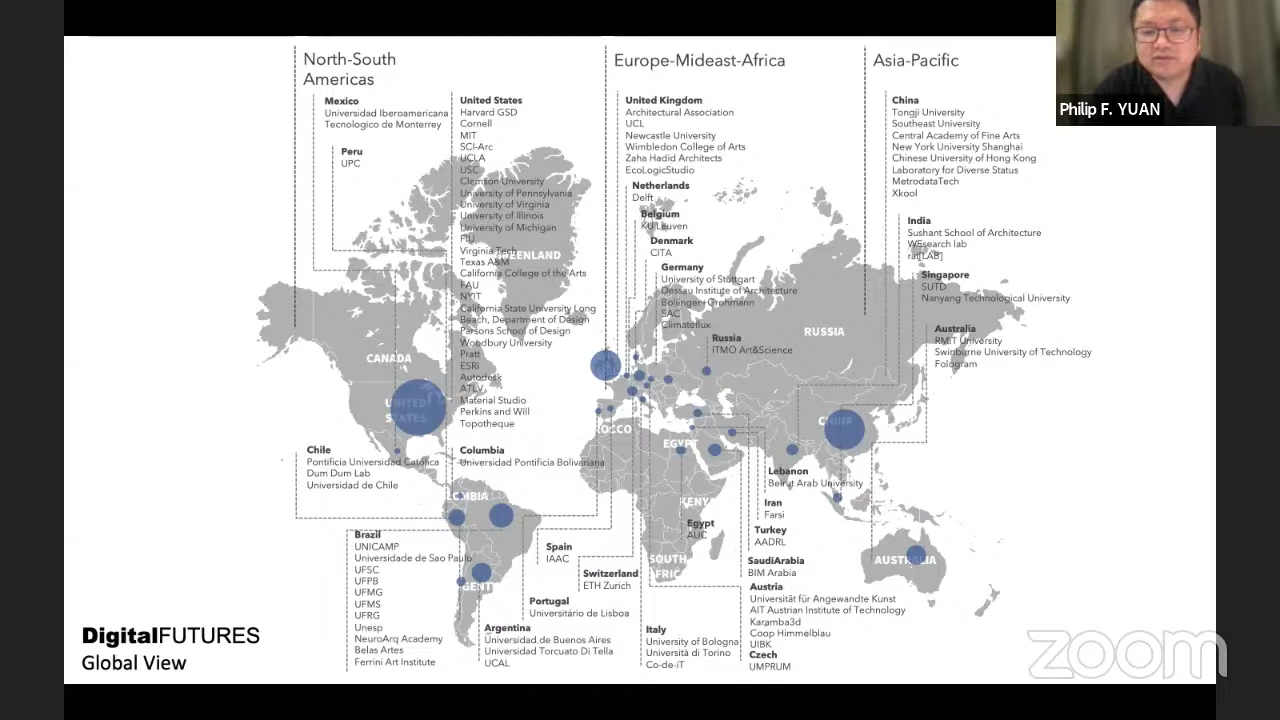 North-South
Americas
Mexico
Universidad Iberoamericana
Tecnologico de Monterrey
Peru
UPC
United States
Harvard GSD
Cornell
MIT
SCI-Arc
UCLA
USC
Clemson University
University of Pennsylvania
University of Virginia
University of Illinois
University of Michigan
FIU
Virginia Tech
Texas A&M
California College of the Arts
FAU
NYIT
California State University Long
Beach, Department of Design
Parsons School of Design
Woodbury University
Pratt
ESRi
Autodesk
ATLV
Material Studio
Perkins and Will
Topotheque
Chile
Pontificia Universidad Católica
Dum Dum Lab
Universidad de Chile
Columbia
Universidad Pontificia Bolivariana
Brazil
UNICAMP
Universidade de Sao Paulo
UFSC
UFPB
UFMG
UFMS
UFRG
Unesp
NeuroArq Academy
Belas Artes
Ferrini Art Institute
Argentina
Universidad de Buenos Aires
Universidad Torcuato Di Tella
UCAL
Europe-Mideast-Africa
United Kingdom
Architectural Association
UCL
Newcastle University
Wimbledon College of Arts
Zaha Hadid Architects
EcoLogicStudio
Netherlands
Delft
Belgium
KU Leuven
Denmark
CITA
Germany
University of Stuttgart
Dessau Institute of Architecture
Bollinger+Grohmann
SAC
Climateflux
Russia
ITMO Art&Science
Spain
IAAC
Switzerland
ETH Zurich
Portugal
Universitário de Lisboa
Italy
University of Bologna
Università di Torino
Co-de-iT
Egypt
AUC
Lebanon
Beirut Arab University
Iran
Farsi
Turkey
AADRL
SaudiArabia
BIM Arabia
Austria
Universität für Angewandte Kunst
AIT Austrian Institute of Technology
Karamba3d
Coop Himmelblau
UIBK
Czech
UMPRUM
Asia-Pacific
China
Tongji University
Southeast University
Central Academy of Fine Arts
New York University Shanghai
Chinese University of Hong Kong
Laboratory for Diverse Status
MetrodataTech
Xkool
India
Sushant School of Architecture
WEsearch lab
rat[LAB]
Singapore
SUTD
Nanyang Technological University
Australia
RMIT University
Swinburne University of Technology
Fologram
CANADA
UNITED
STATES
RUSSIA
CHINA
EGYPT
KENYA
SOUTH
AUSTRALIA
DigitalFUTURES
Global View
Philip F. YUAN
zoom